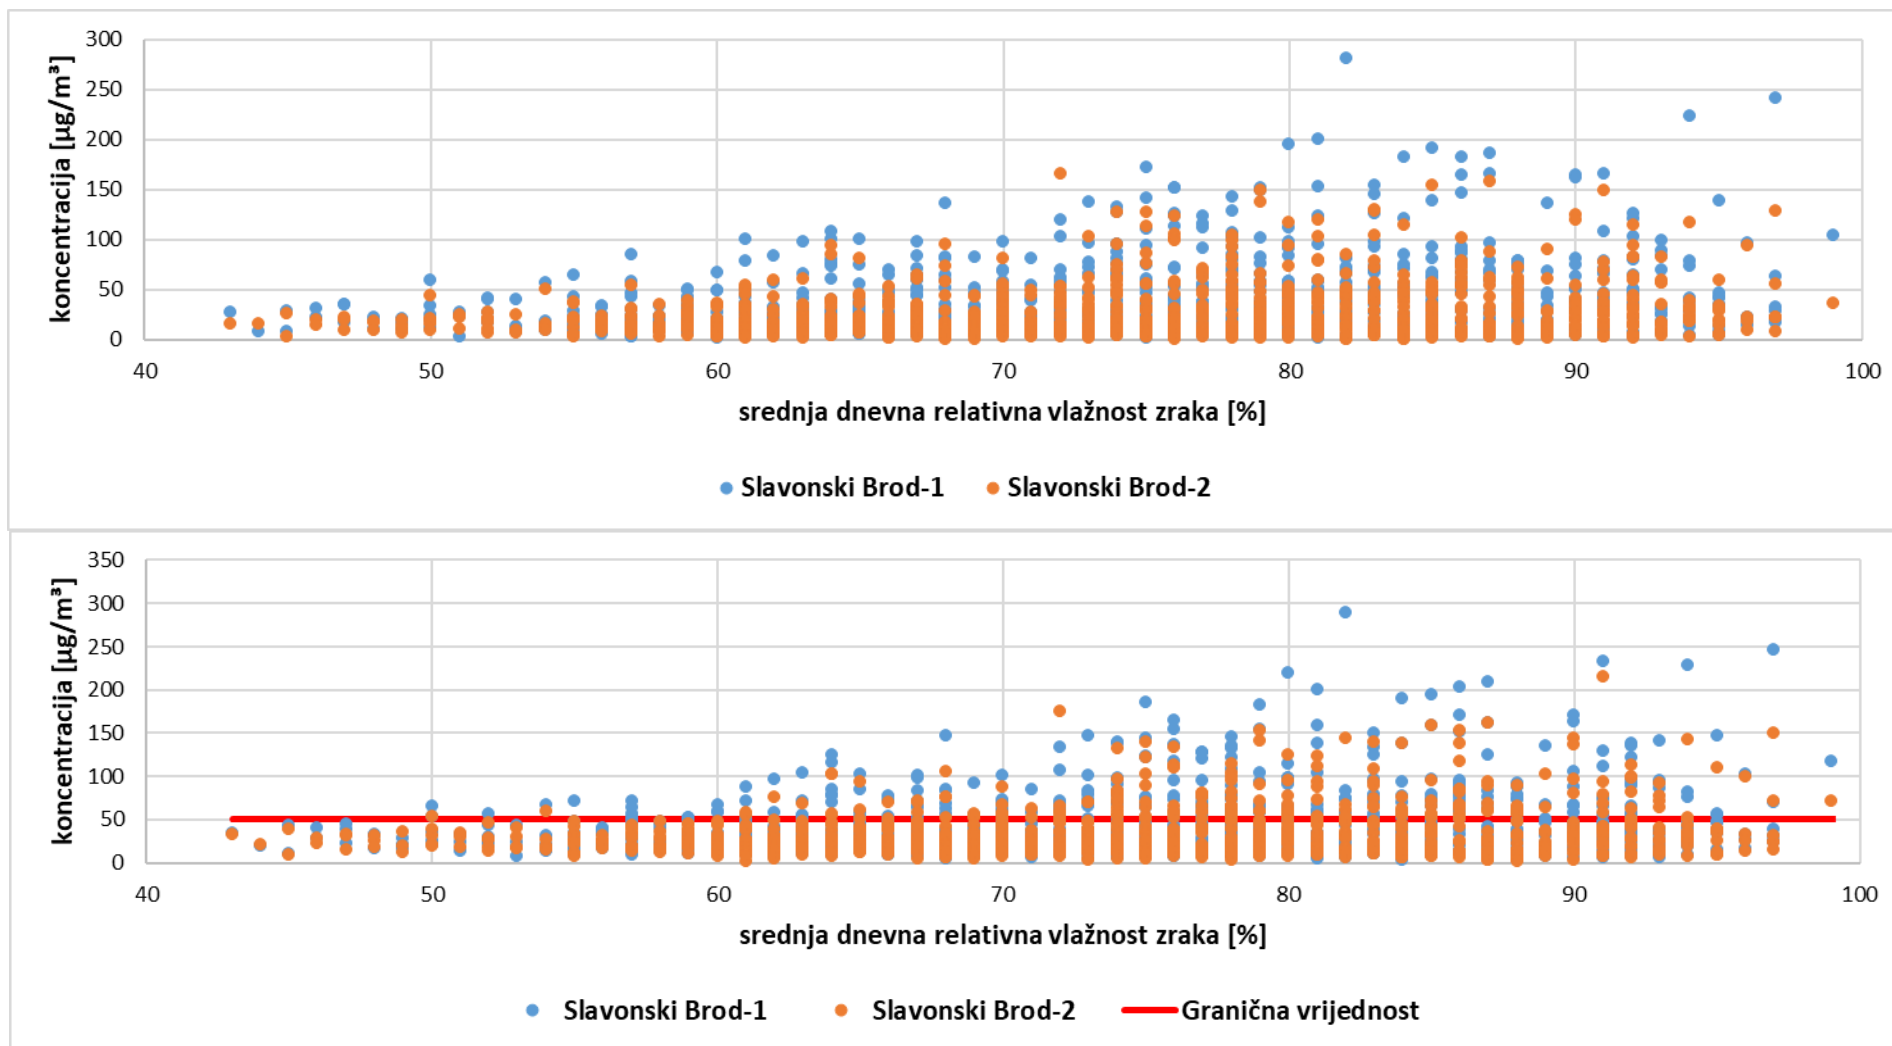 300
250
200
150
100
50
0
koncentracija [µg/m³]
40 50 60 70 80 90 100
srednja dnevna relativna vlažnost zraka [%]
Slavonski Brod-1 Slavonski Brod-2
350
300
250
200
150
100
50
0
koncentracija [µg/m³]
40 50 60 70 80 90 100
srednja dnevna relativna vlažnost zraka [%]
Slavonski Brod-1 Slavonski Brod-2 Granična vrijednost